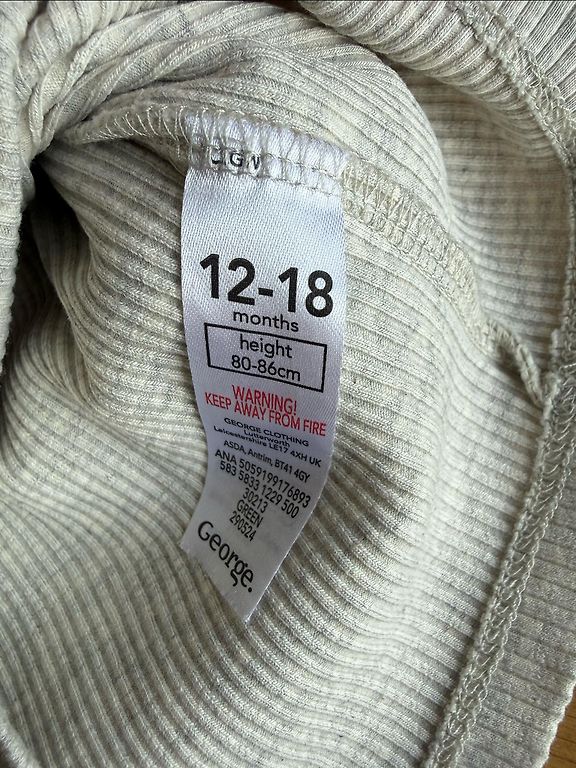 12-18
months
height
80-86cm
WARNING!
KEEP AWAY FROM FIRE
GEORGE CLOTHING
Lutterworth
Leicestershire LE17 4XH UK
ASDA, Antrim, BT41 4GY
ANA 5059199176893
583 5833 1229 500
30213
GREEN
290524
George.